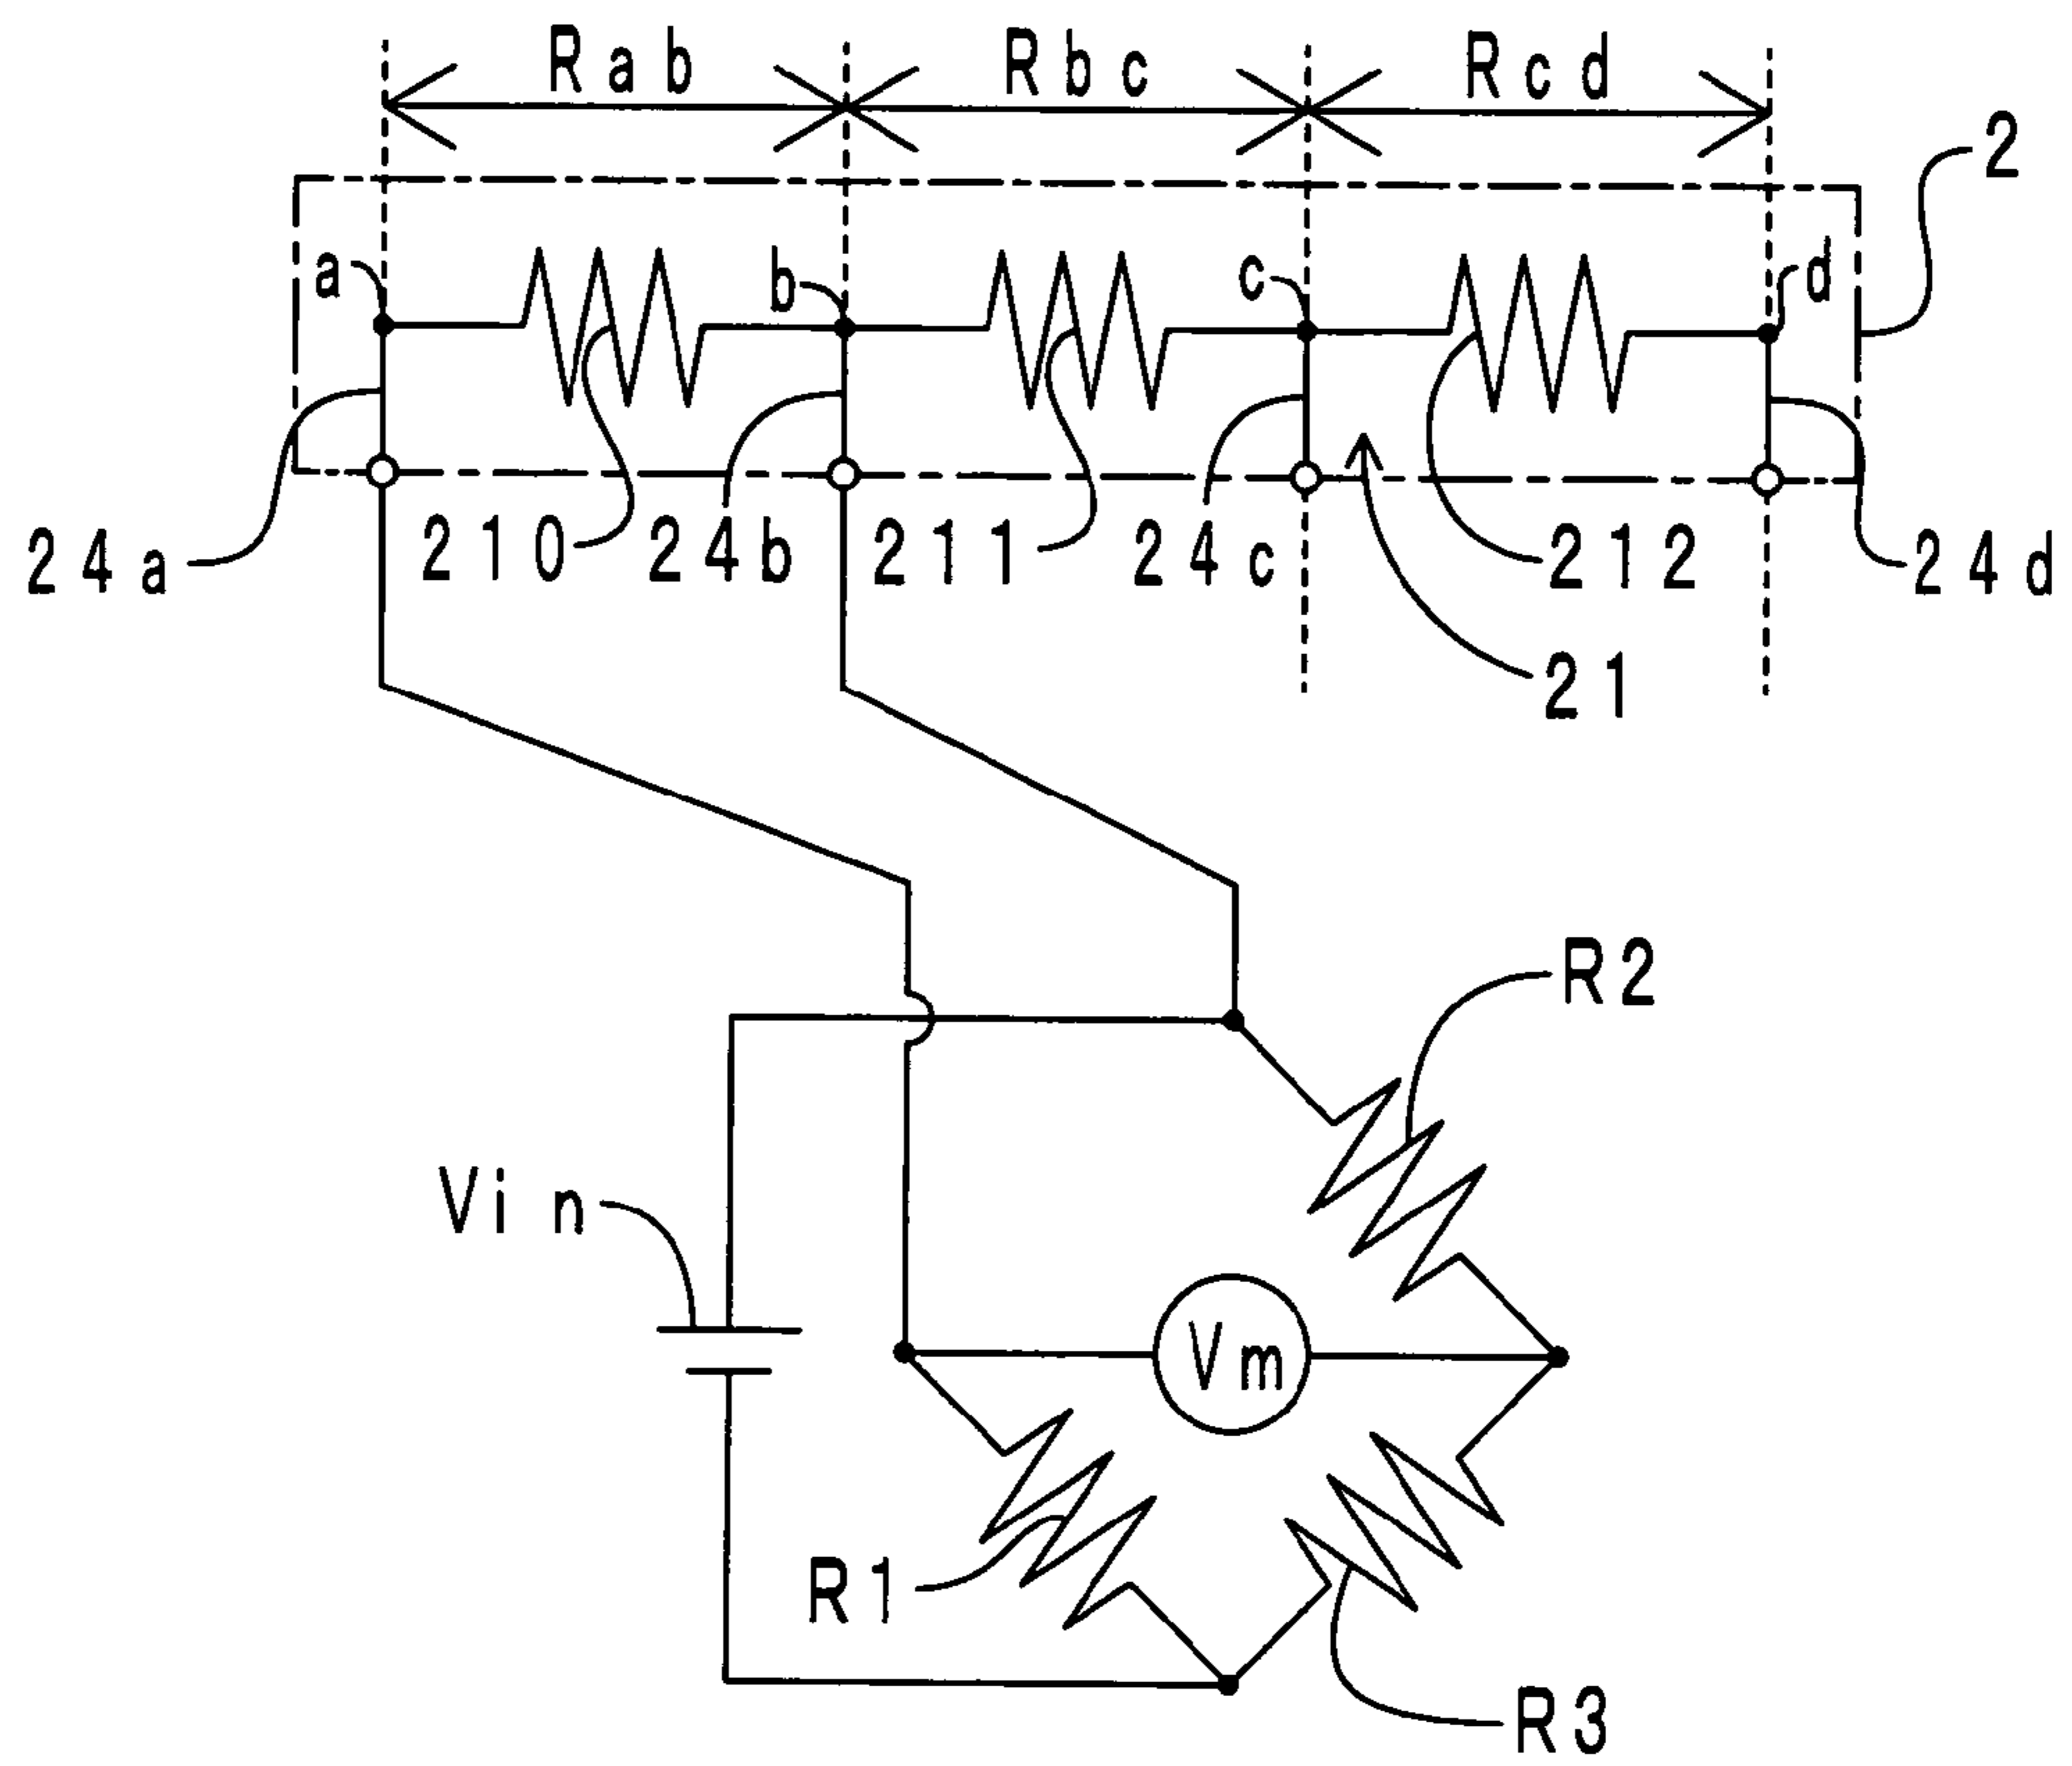 Rab Rbc Rcd
2
a b c d
24a 210 24b 211 24c 212 24d
21
R2
Vin
Vm
R1
R3